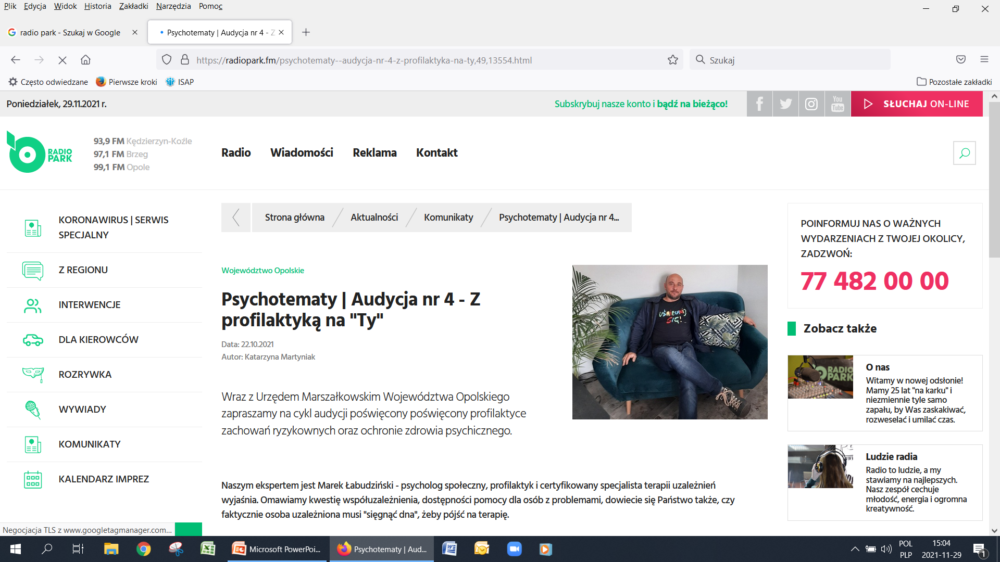 Plik Edycja Widok Historia Zakładki Narzędzia Pomoc
radio park - Szukaj w Google
Psychotematy | Audycja nr 4 - Z
https://radiopark.fm/psychotematy--audycja-nr-4-z-profilaktyka-na-ty,49,13554.html
Szukaj
Często odwiedzane Pierwsze kroki ISAP
Pozostałe zakładki
Poniedziałek, 29.11.2021 r.
Subskrybuj nasze konto i bądź na bieżąco!
You
Tube
SŁUCHAJ ON-LINE
RADIO
PARK
93,9 FM Kędzierzyn-Koźle
97,1 FM Brzeg
99,1 FM Opole
Radio Wiadomości Reklama Kontakt
KORONAWIRUS | SERWIS
SPECJALNY
Z REGIONU
INTERWENCJE
DLA KIEROWCÓW
ROZRYWKA
WYWIADY
KOMUNIKATY
KALENDARZ IMPREZ
Strona główna Aktualności Komunikaty Psychotematy | Audycja nr 4...
Województwo Opolskie
Psychotematy | Audycja nr 4 - Z
profilaktyką na "Ty"
Data: 22.10.2021
Autor: Katarzyna Martyniak
UŚMIECHNIJ
SIĘ!
Wraz z Urzędem Marszałkowskim Województwa Opolskiego
zapraszamy na cykl audycji poświęcony poświęcony profilaktyce
zachowań ryzykownych oraz ochronie zdrowia psychicznego.
Naszym ekspertem jest Marek Łabudziński - psycholog społeczny, profilaktyk i certyfikowany specjalista terapii uzależnień
wyjaśnia. Omawiamy kwestię współuzależnienia, dostępności pomocy dla osób z problemami, dowiecie się Państwo także, czy
faktycznie osoba uzależniona musi "sięgnąć dna", żeby pójść na terapię.
POINFORMUJ NAS O WAŻNYCH
WYDARZENIACH Z TWOJEJ OKOLICY,
ZADZWOŃ:
77 482 00 00
Zobacz także
RADIO
PARK
O nas
Witamy w nowej odsłonie!
Mamy 25 lat "na karku" i
niezmiennie tyle samo
zapału, by Was zaskakiwać,
rozweselać i umilać czas.
Ludzie radia
Radio to ludzie, a my
stawiamy na najlepszych.
Nasz zespół cechuje
młodość, energia i ogromna
kreatywność.
Negocjacja TLS z www.googletagmanager.com...
Microsoft PowerPoi...
Psychotematy | Aud...
POL
PLP
15:04
2021-11-29
1